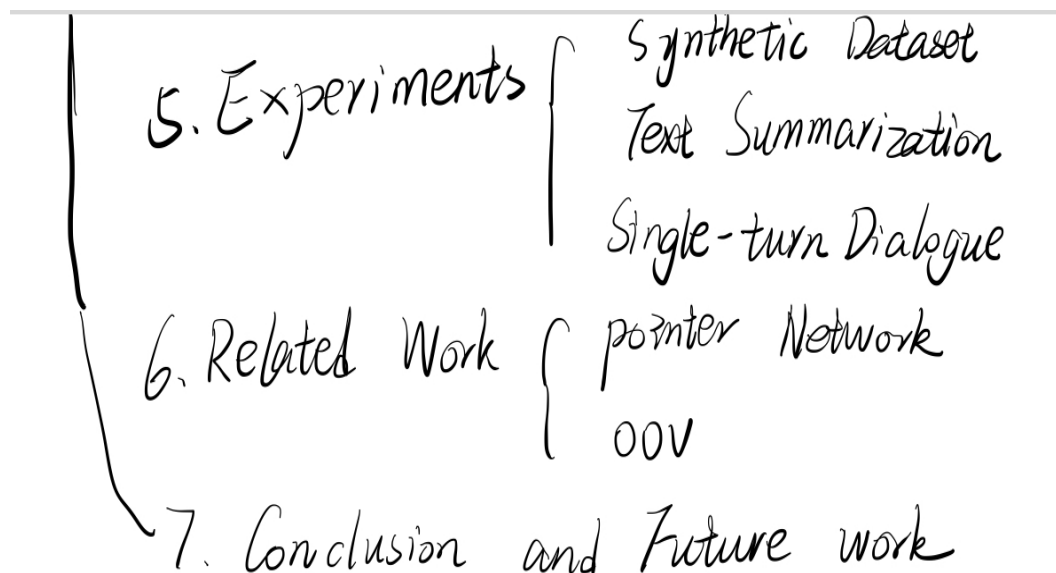 5. Experiments
Synthetic Dataset
Text Summarization
Single-turn Dialogue
6. Related Work
pointer Network
OOV
7. Conclusion and Future work